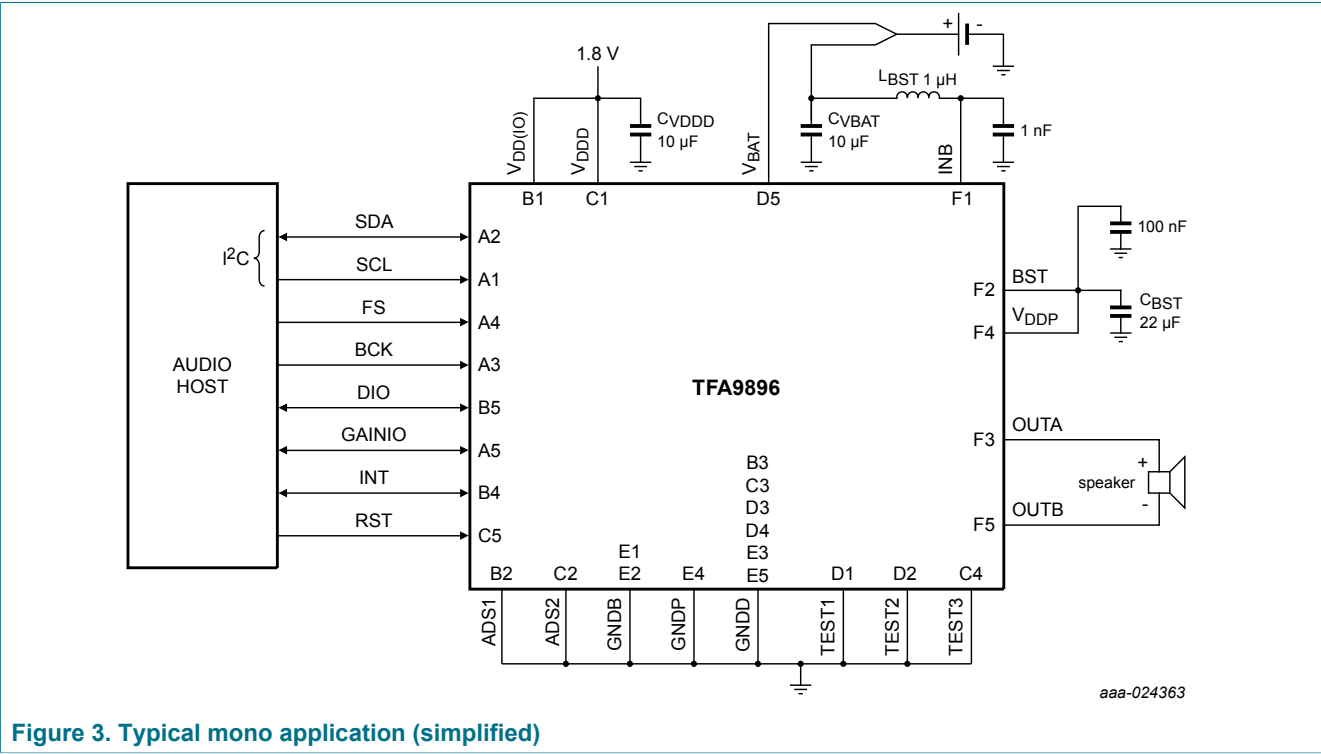 + -
1.8 V
LBST 1 µH
CVDDD
10 µF
CVBAT
10 µF
1 nF
VDD(IO)
VDDD
VBAT
INB
B1
C1
D5
F1
AUDIO
HOST
I2C
SDA
A2
SCL
A1
FS
A4
BCK
A3
DIO
B5
GAINIO
A5
INT
B4
RST
C5
TFA9896
100 nF
F2
BST
F4
VDDP
CBST
22 µF
F3
OUTA
+
speaker
-
F5
OUTB
B3
C3
D3
D4
E1
E3
B2
C2
E2
E4
E5
D1
D2
C4
ADS1
ADS2
GNDB
GNDP
GNDD
TEST1
TEST2
TEST3
aaa-024363
Figure 3. Typical mono application (simplified)